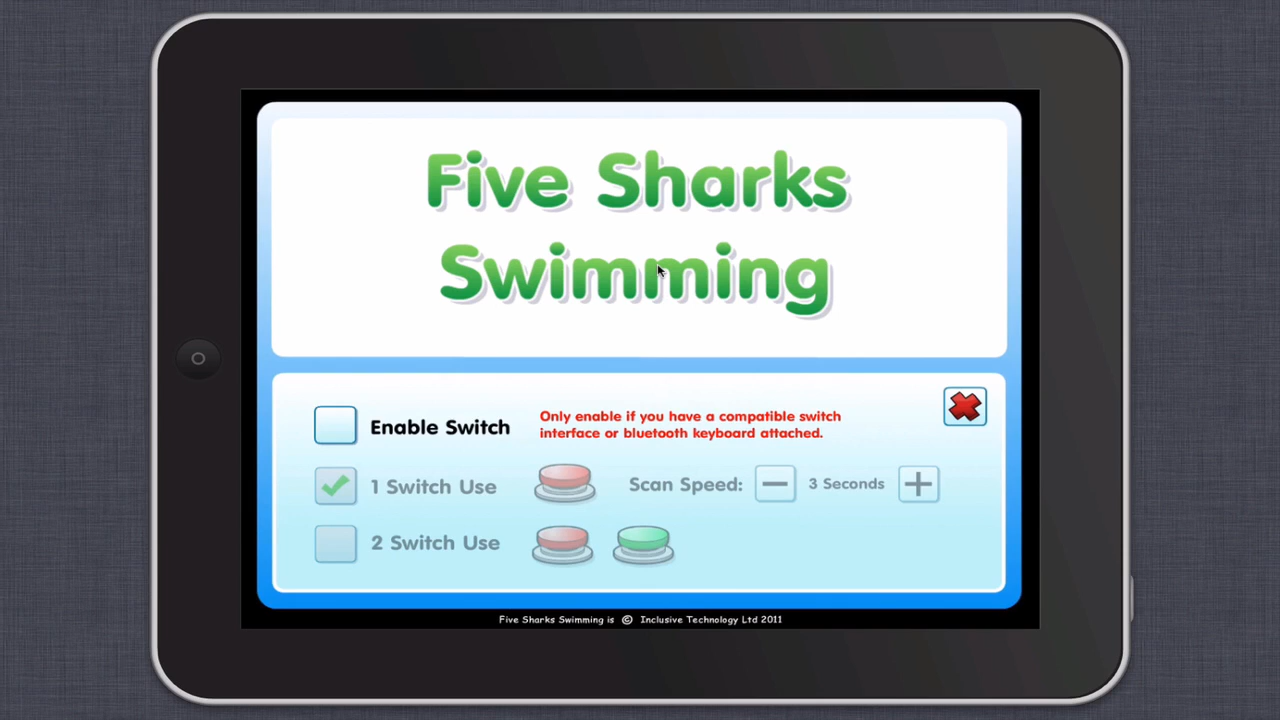 Five Sharks
Swimming
Enable Switch
Only enable if you have a compatible switch
interface or bluetooth keyboard attached.
1 Switch Use
Scan Speed:
3 Seconds
2 Switch Use
Five Sharks Swimming is © Inclusive Technology Ltd 2011